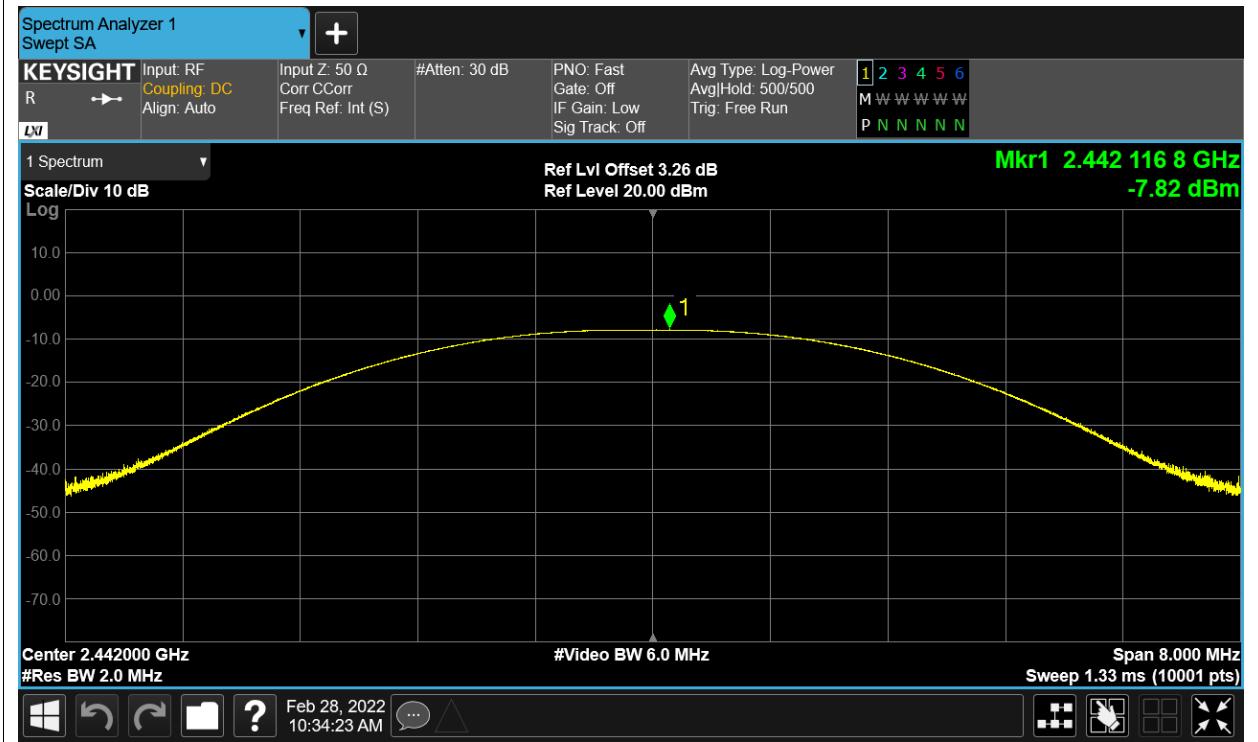 Spectrum Analyzer 1
Swept SA
KEYSIGHT
R
LXI
Input: RF
Coupling: DC
Align: Auto
Input Z: 50 Ω
Corr CCorr
Freq Ref: Int (S)
#Atten: 30 dB
PNO: Fast
Gate: Off
IF Gain: Low
Sig Track: Off
Avg Type: Log-Power
Avg|Hold: 500/500
Trig: Free Run
1 2 3 4 5 6
M W W W W W
P N N N N N
1 Spectrum
Scale/Div 10 dB
Log
Ref Lvl Offset 3.26 dB
Ref Level 20.00 dBm
Mkr1 2.442 116 8 GHz
-7.82 dBm
10.0
0.00
1
-10.0
-20.0
-30.0
-40.0
-50.0
-60.0
-70.0
Center 2.442000 GHz
#Res BW 2.0 MHz
#Video BW 6.0 MHz
Span 8.000 MHz
Sweep 1.33 ms (10001 pts)
?
Feb 28, 2022
10:34:23 AM